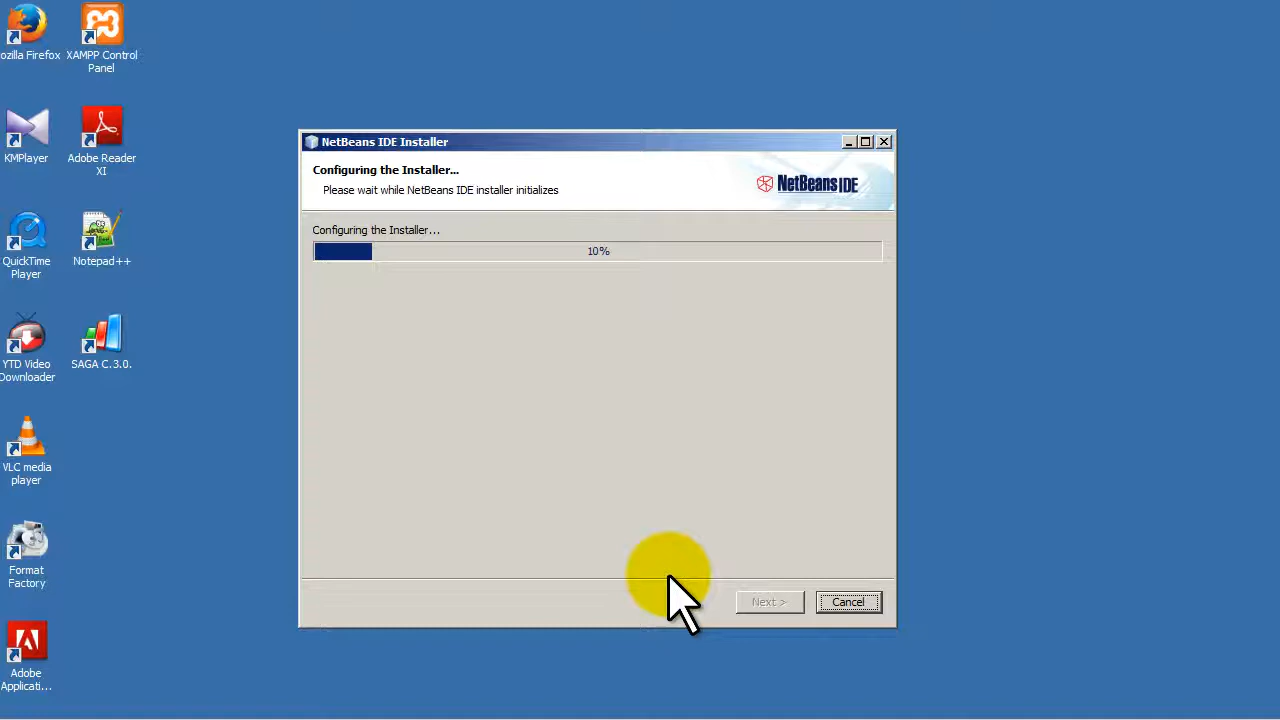 ozilla Firefox
XAMPP Control
Panel
KMPlayer
Adobe Reader
XI
QuickTime
Player
Notepad++
YTD Video
Downloader
SAGA C.3.0.
VLC media
player
Format
Factory
Adobe
Applicati...
NetBeans IDE Installer
Configuring the Installer...
Please wait while NetBeans IDE installer initializes
NetBeans IDE
Configuring the Installer...
10%
Next >
Cancel